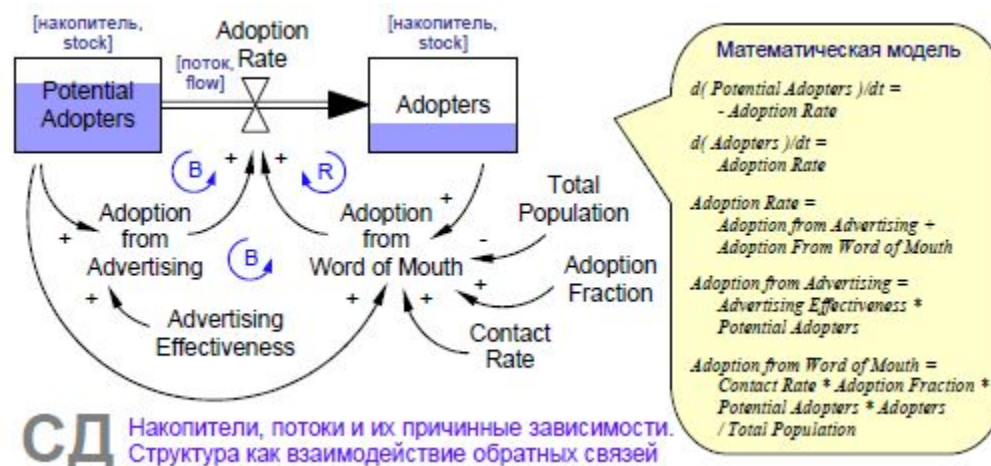 [накопитель,
stock]
Adoption
Rate
[накопитель,
stock]
[поток,
flow]
Potential
Adopters
Adopters
B
+
+
R
+
+
Adoption
from
Advertising
B
Adoption
from
Word of Mouth
Total
Population
-
+
Adoption
Fraction
+
+
+
Advertising
Effectiveness
Contact
Rate
Математическая модель
d( Potential Adopters )/dt =
- Adoption Rate
d( Adopters )/dt =
Adoption Rate
Adoption Rate =
Adoption from Advertising +
Adoption From Word of Mouth
Adoption from Advertising =
Advertising Effectiveness *
Potential Adopters
Adoption from Word of Mouth =
Contact Rate * Adoption Fraction *
Potential Adopters * Adopters
/ Total Population
СД
Накопители, потоки и их причинные зависимости.
Структура как взаимодействие обратных связей